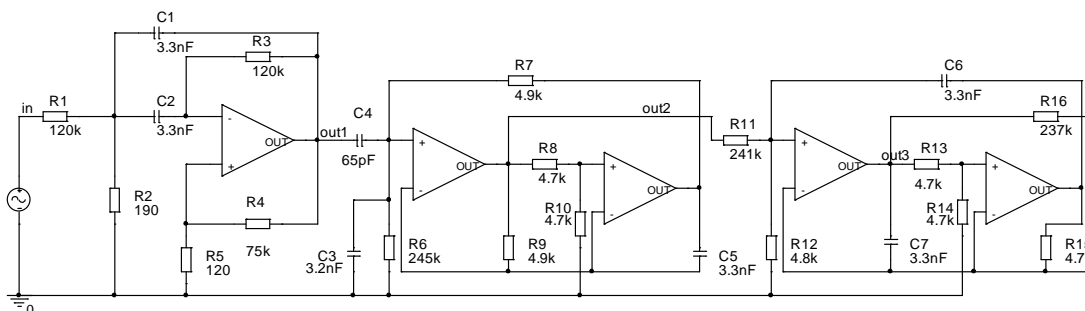 C1
3.3nF
R3
120k
in
R1
120k
C2
3.3nF
-
+
OUT
out1
R2
190
R4
75k
R5
120
0
C4
65pF
R7
4.9k
+
-
OUT
out2
R8
4.7k
+
-
OUT
R10
4.7k
C3
3.2nF
R6
245k
R9
4.9k
C5
3.3nF
R11
241k
C6
3.3nF
R16
237k
+
-
OUT
out3
R13
4.7k
+
-
OUT
R14
4.7k
R12
4.8k
C7
3.3nF
R15
4.7